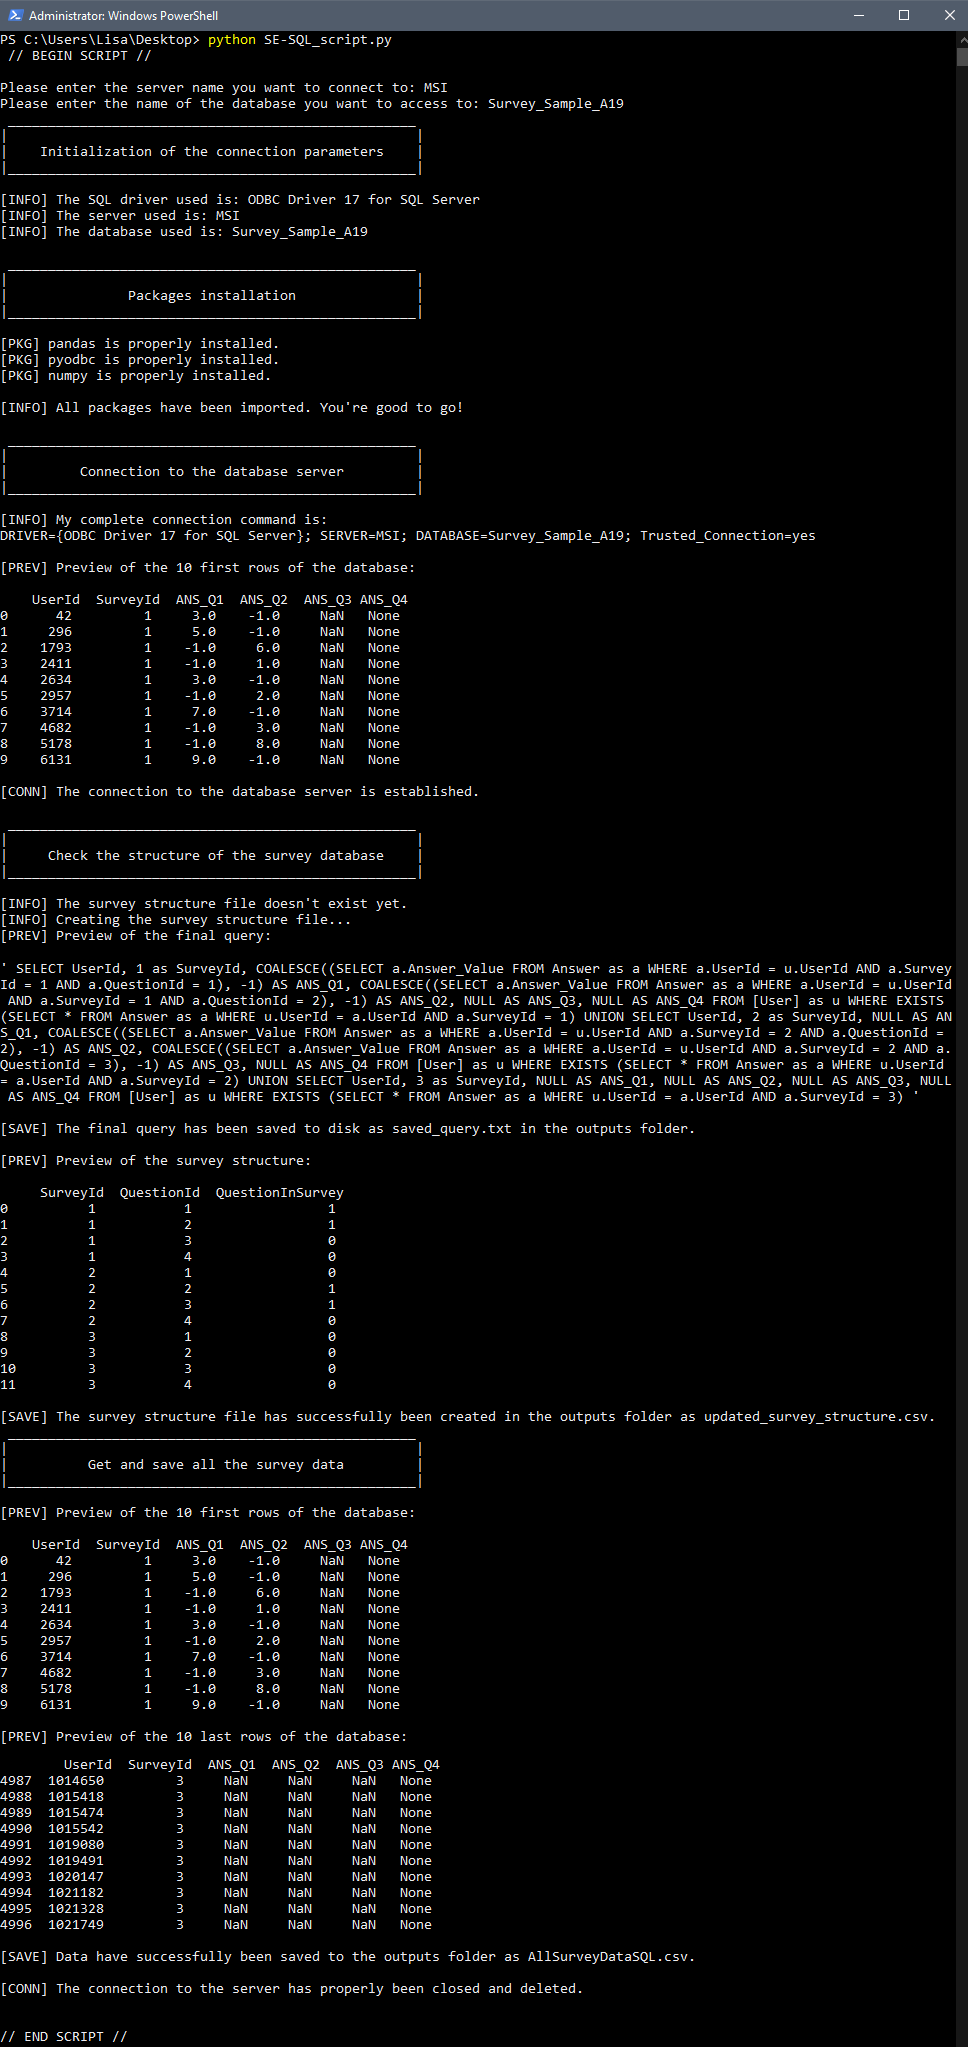 Administrator: Windows PowerShell
PS C:\Users\Lisa\Desktop> python SE-SQL_script.py
// BEGIN SCRIPT //
Please enter the server name you want to connect to: MSI
Please enter the name of the database you want to access to: Survey_Sample_A19
Initialization of the connection parameters
[INFO] The SQL driver used is: ODBC Driver 17 for SQL Server
[INFO] The server used is: MSI
[INFO] The database used is: Survey_Sample_A19
Packages installation
[PKG] pandas is properly installed.
[PKG] pyodbc is properly installed.
[PKG] numpy is properly installed.
[INFO] All packages have been imported. You're good to go!
Connection to the database server
[INFO] My complete connection command is:
DRIVER={ODBC Driver 17 for SQL Server}; SERVER=MSI; DATABASE=Survey_Sample_A19; Trusted_Connection=yes
[PREV] Preview of the 10 first rows of the database:
UserId SurveyId ANS_Q1 ANS_Q2 ANS_Q3 ANS_Q4
0 42 1 3.0 -1.0 NaN None
1 296 1 5.0 -1.0 NaN None
2 1793 1 -1.0 6.0 NaN None
3 2411 1 -1.0 1.0 NaN None
4 2634 1 3.0 -1.0 NaN None
5 2957 1 -1.0 2.0 NaN None
6 3714 1 7.0 -1.0 NaN None
7 4682 1 -1.0 3.0 NaN None
8 5178 1 -1.0 8.0 NaN None
9 6131 1 9.0 -1.0 NaN None
[CONN] The connection to the database server is established.
Check the structure of the survey database
[INFO] The survey structure file doesn't exist yet.
[INFO] Creating the survey structure file...
[PREV] Preview of the final query:
' SELECT UserId, 1 as SurveyId, COALESCE((SELECT a.Answer_Value FROM Answer as a WHERE a.UserId = u.UserId AND a.Survey
Id = 1 AND a.QuestionId = 1), -1) AS ANS_Q1, COALESCE((SELECT a.Answer_Value FROM Answer as a WHERE a.UserId = u.UserId
AND a.SurveyId = 1 AND a.QuestionId = 2), -1) AS ANS_Q2, NULL AS ANS_Q3, NULL AS ANS_Q4 FROM [User] as u WHERE EXISTS
(SELECT * FROM Answer as a WHERE u.UserId = a.UserId AND a.SurveyId = 1) UNION SELECT UserId, 2 as SurveyId, NULL AS AN
S_Q1, COALESCE((SELECT a.Answer_Value FROM Answer as a WHERE a.UserId = u.UserId AND a.SurveyId = 2 AND a.QuestionId =
2), -1) AS ANS_Q2, COALESCE((SELECT a.Answer_Value FROM Answer as a WHERE a.UserId = u.UserId AND a.SurveyId = 2 AND a.
QuestionId = 3), -1) AS ANS_Q3, NULL AS ANS_Q4 FROM [User] as u WHERE EXISTS (SELECT * FROM Answer as a WHERE u.UserId
= a.UserId AND a.SurveyId = 2) UNION SELECT UserId, 3 as SurveyId, NULL AS ANS_Q1, NULL AS ANS_Q2, NULL AS ANS_Q3, NULL
AS ANS_Q4 FROM [User] as u WHERE EXISTS (SELECT * FROM Answer as a WHERE u.UserId = a.UserId AND a.SurveyId = 3) '
[SAVE] The final query has been saved to disk as saved_query.txt in the outputs folder.
[PREV] Preview of the survey structure:
SurveyId QuestionId QuestionInSurvey
0 1 1 1
1 1 2 1
2 1 3 0
3 1 4 0
4 2 1 0
5 2 2 1
6 2 3 1
7 2 4 0
8 3 1 0
9 3 2 0
10 3 3 0
11 3 4 0
[SAVE] The survey structure file has successfully been created in the outputs folder as updated_survey_structure.csv.
Get and save all the survey data
[PREV] Preview of the 10 first rows of the database:
UserId SurveyId ANS_Q1 ANS_Q2 ANS_Q3 ANS_Q4
0 42 1 3.0 -1.0 NaN None
1 296 1 5.0 -1.0 NaN None
2 1793 1 -1.0 6.0 NaN None
3 2411 1 -1.0 1.0 NaN None
4 2634 1 3.0 -1.0 NaN None
5 2957 1 -1.0 2.0 NaN None
6 3714 1 7.0 -1.0 NaN None
7 4682 1 -1.0 3.0 NaN None
8 5178 1 -1.0 8.0 NaN None
9 6131 1 9.0 -1.0 NaN None
[PREV] Preview of the 10 last rows of the database:
UserId SurveyId ANS_Q1 ANS_Q2 ANS_Q3 ANS_Q4
4987 1014650 3 NaN NaN NaN None
4988 1015418 3 NaN NaN NaN None
4989 1015474 3 NaN NaN NaN None
4990 1015542 3 NaN NaN NaN None
4991 1019080 3 NaN NaN NaN None
4992 1019491 3 NaN NaN NaN None
4993 1020147 3 NaN NaN NaN None
4994 1021182 3 NaN NaN NaN None
4995 1021328 3 NaN NaN NaN None
4996 1021749 3 NaN NaN NaN None
[SAVE] Data have successfully been saved to the outputs folder as AllSurveyDataSQL.csv.
[CONN] The connection to the server has properly been closed and deleted.
// END SCRIPT //